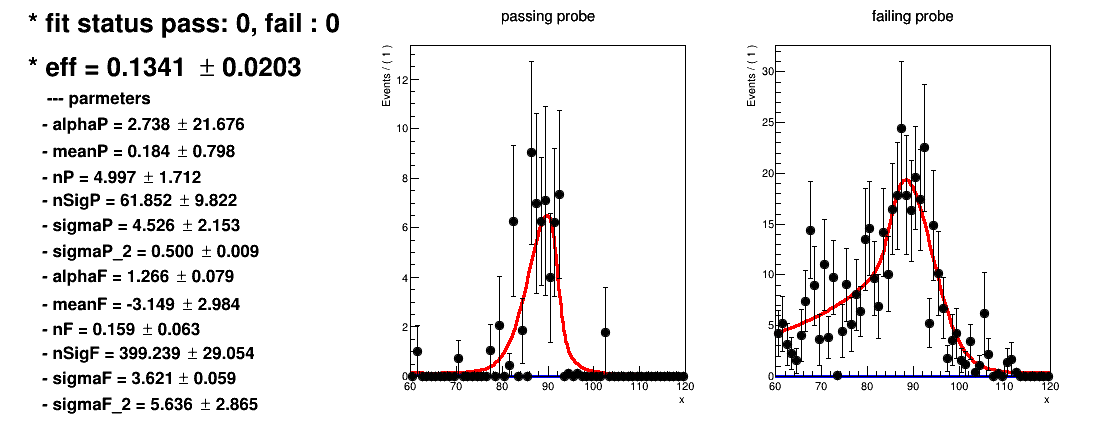 * fit status pass: 0, fail : 0
* eff = 0.1341 ± 0.0203
--- parmeters
- alphaP = 2.738 ± 21.676
- meanP = 0.184 ± 0.798
- nP = 4.997 ± 1.712
- nSigP = 61.852 ± 9.822
- sigmaP = 4.526 ± 2.153
- sigmaP_2 = 0.500 ± 0.009
- alphaF = 1.266 ± 0.079
- meanF = -3.149 ± 2.984
- nF = 0.159 ± 0.063
- nSigF = 399.239 ± 29.054
- sigmaF = 3.621 ± 0.059
- sigmaF_2 = 5.636 ± 2.865
passing probe
Events / ( 1 )
12
10
8
6
4
2
0
60 70 80 90 100 110 120
x
failing probe
Events / ( 1 )
30
25
20
15
10
5
0
60 70 80 90 100 110 120
x